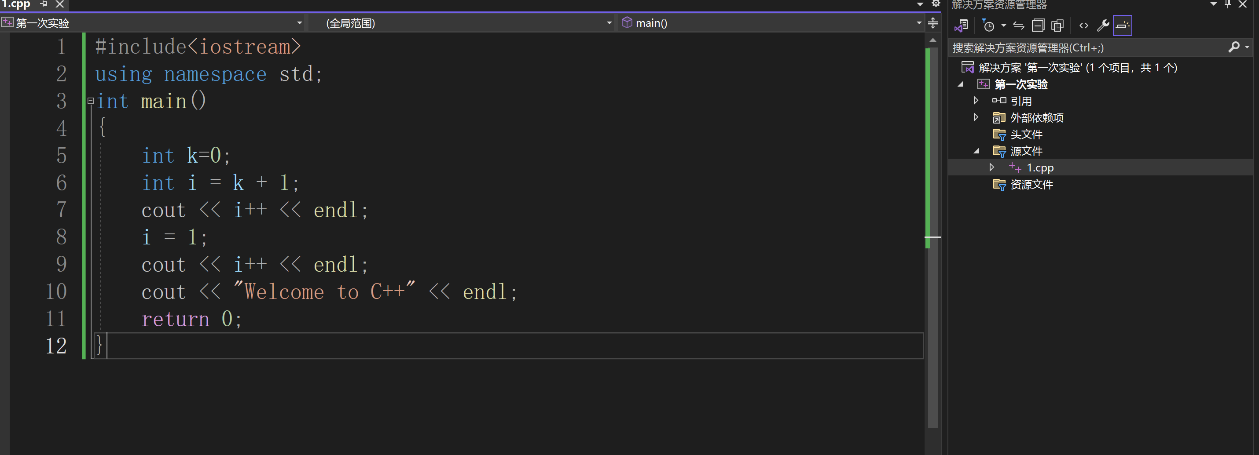 1.cpp
第一次实验
(全局范围)
main()
1 #include<iostream>
2 using namespace std;
3 int main()
4 {
5 int k=0;
6 int i = k + 1;
7 cout << i++ << endl;
8 i = 1;
9 cout << i++ << endl;
10 cout << "Welcome to C++" << endl;
11 return 0;
12 }
解决方案资源管理器
搜索解决方案资源管理器(Ctrl+;)
解决方案 '第一次实验' (1 个项目，共 1 个)
第一次实验
引用
外部依赖项
头文件
源文件
1.cpp
资源文件